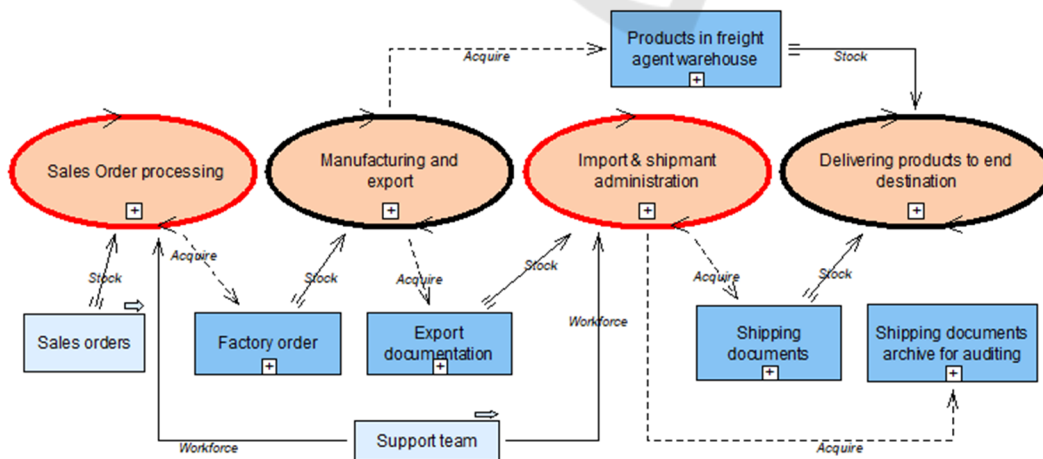 Products in freight
agent warehouse
Acquire
Stock
Sales Order processing
Manufacturing and
export
Import & shipmant
administration
Delivering products to end
destination
Acquire
Stock
Stock
Acquire
Stock
Acquire
Stock
Workforce
Sales orders
Factory order
Export
documentation
Shipping
documents
Shipping documents
archive for auditing
Workforce
Support team
Acquire